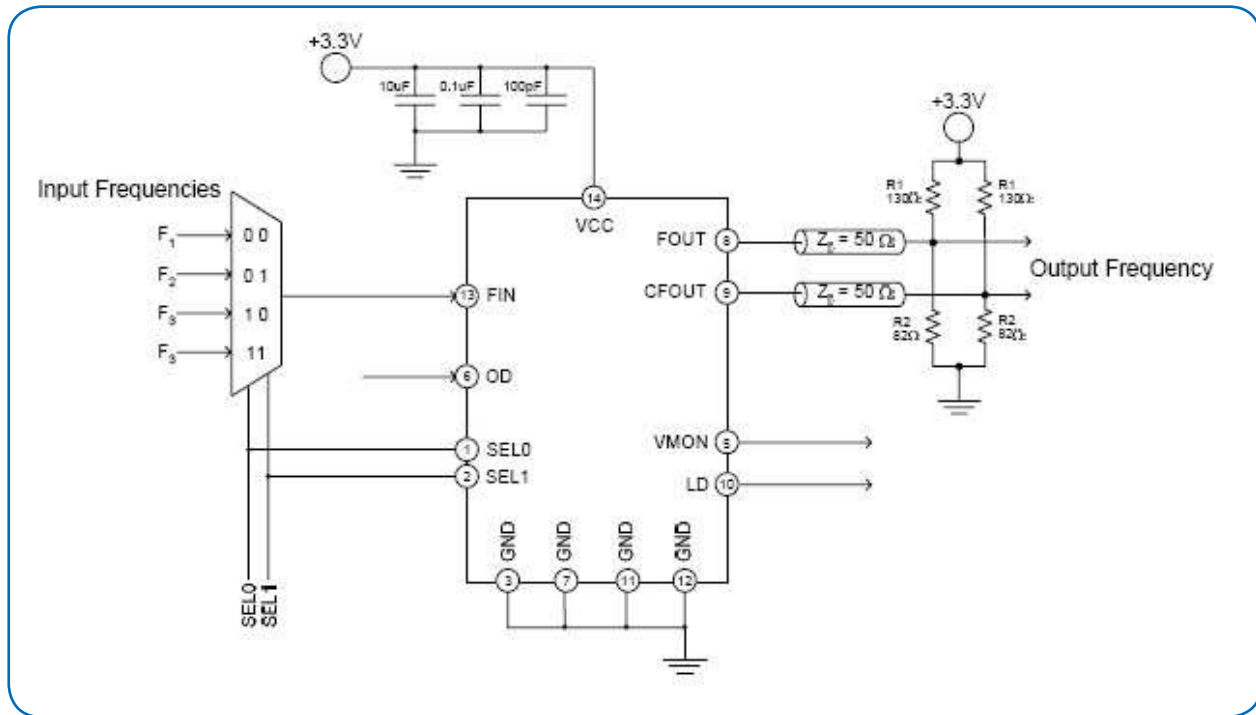 +3.3V
10uF 0.1uF 100pF
+3.3V
Input Frequencies
F1 0 0
F2 0 1
F3 1 0
F3 11
SEL0
SEL1
14
VCC
13 FIN
6 OD
1 SEL0
2 SEL1
FOUT 8
CFOUT 9
VMON 5
LD 10
GND GND GND GND
3 7 11 12
= 50 Ω
= 50 Ω
R1
130Ω
R1
130Ω
Output Frequency
R2
82Ω
R2
82Ω